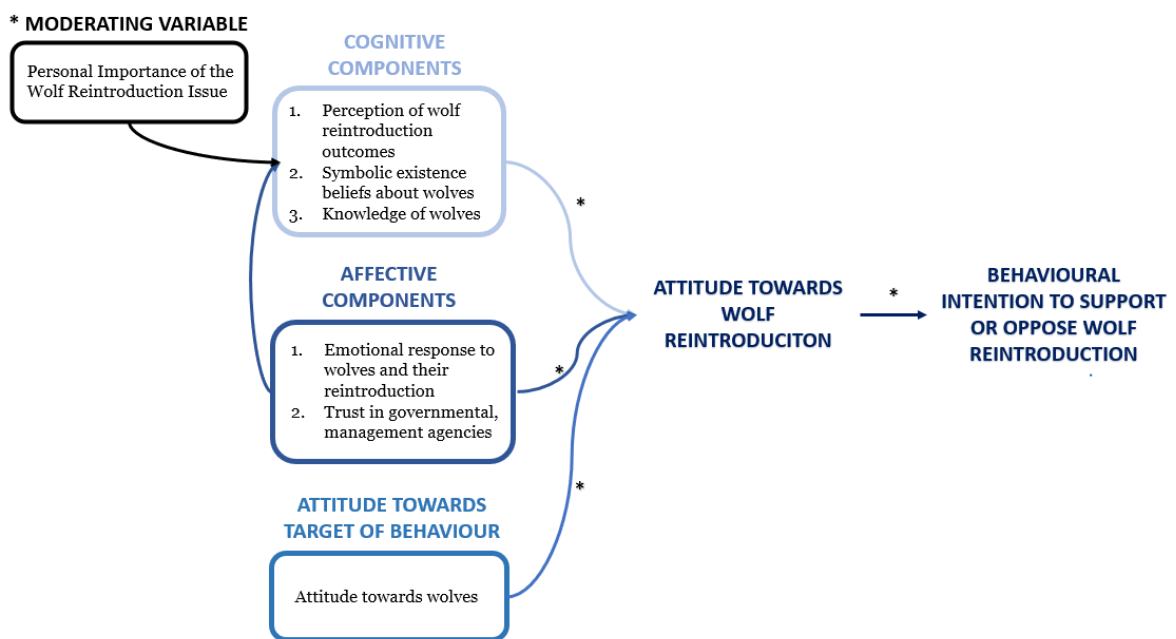 * MODERATING VARIABLE
Personal Importance of the
Wolf Reintroduction Issue
COGNITIVE
COMPONENTS
1. Perception of wolf
reintroduction
outcomes
2. Symbolic existence
beliefs about wolves
3. Knowledge of wolves
*
AFFECTIVE
COMPONENTS
1. Emotional response to
wolves and their
reintroduction
2. Trust in governmental,
management agencies
*
ATTITUDE TOWARDS
TARGET OF BEHAVIOUR
Attitude towards wolves
*
ATTITUDE TOWARDS
WOLF
REINTRODUCITON
*
BEHAVIOURAL
INTENTION TO SUPPORT
OR OPPOSE WOLF
REINTRODUCTION
.